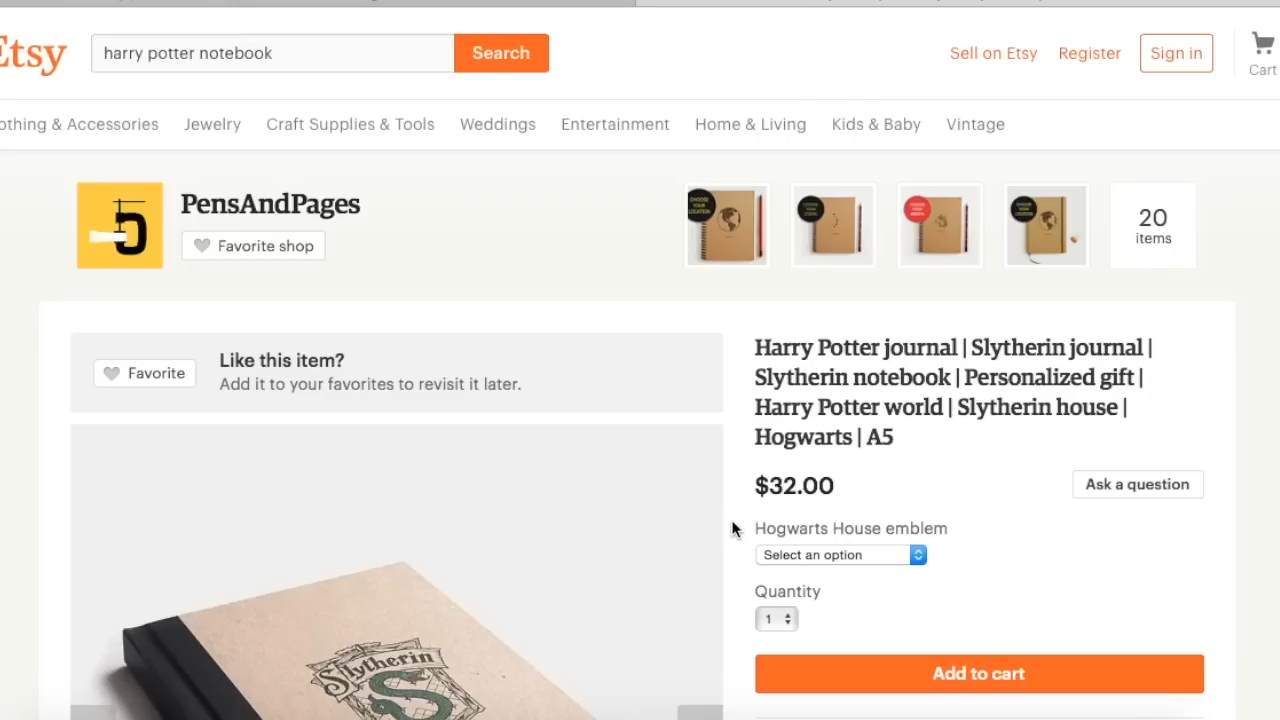 Etsy
harry potter notebook
Search
Sell on Etsy
Register
Sign in
Cart
othing & Accessories
Jewelry
Craft Supplies & Tools
Weddings
Entertainment
Home & Living
Kids & Baby
Vintage
PensAndPages
Favorite shop
CHOOSE
YOUR
LOCATION
20
items
Favorite
Like this item?
Add it to your favorites to revisit it later.
Harry Potter journal | Slytherin journal |
Slytherin notebook | Personalized gift |
Harry Potter world | Slytherin house |
Hogwarts | A5
$32.00
Ask a question
Hogwarts House emblem
Select an option
Quantity
1
Add to cart
Slytherin